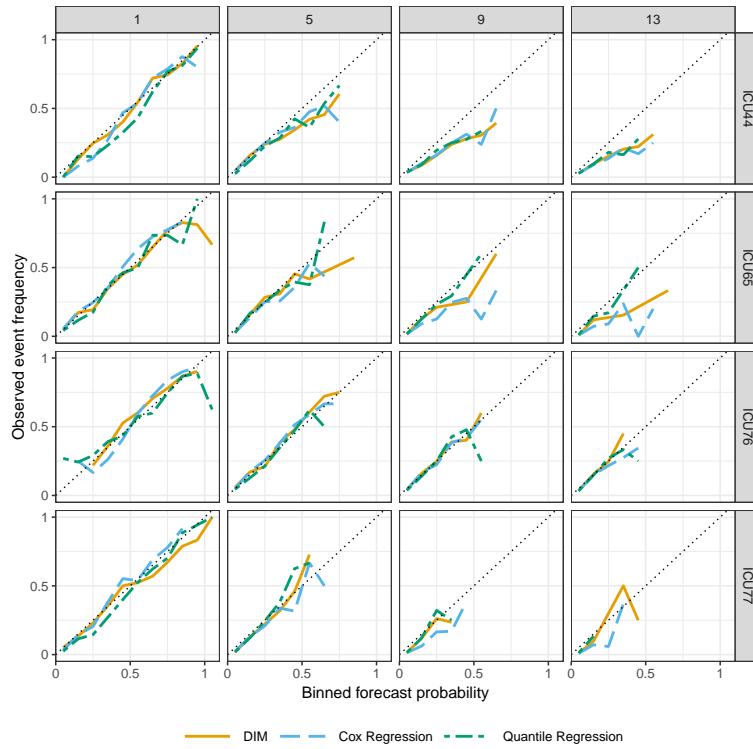 1 5 9 13
1
0.5
0
ICU44
1
0.5
0
ICU65
1
0.5
0
ICU76
1
0.5
0
ICU77
Observed event frequency
0 0.5 1 0 0.5 1 0 0.5 1 0 0.5 1
Binned forecast probability
DIM Cox Regression Quantile Regression